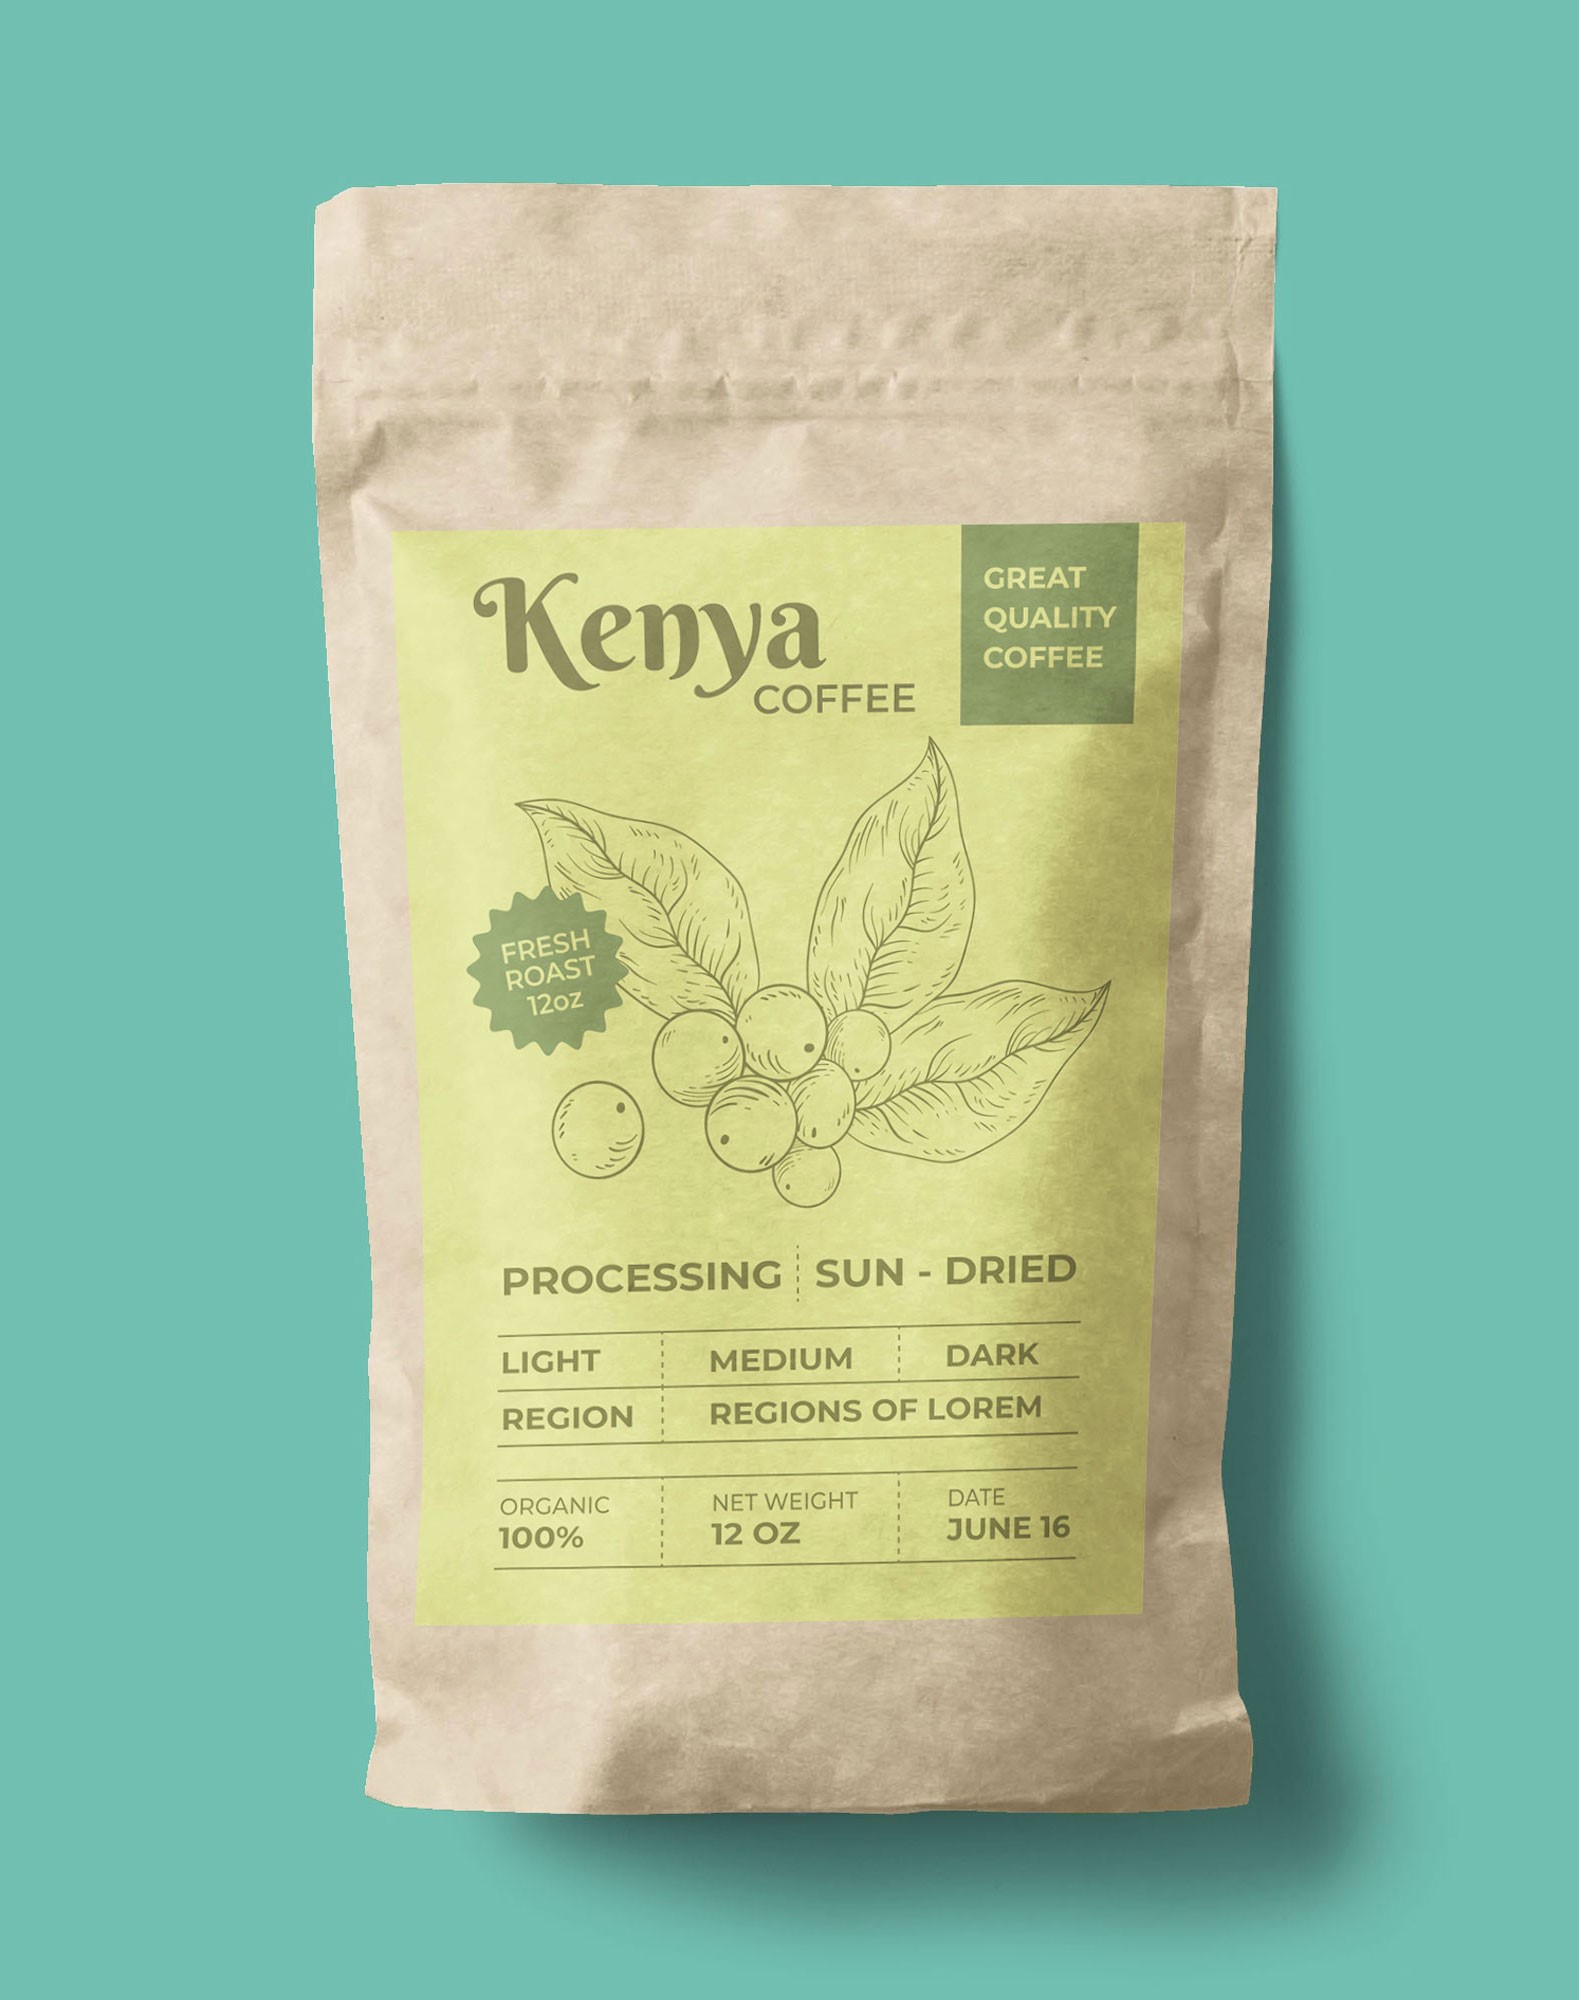 Kenya
COFFEE
GREAT
QUALITY
COFFEE
FRESH
ROAST
12oz
PROCESSING SUN - DRIED
LIGHT MEDIUM DARK
REGION REGIONS OF LOREM
ORGANIC NET WEIGHT DATE
100% 12 OZ JUNE 16